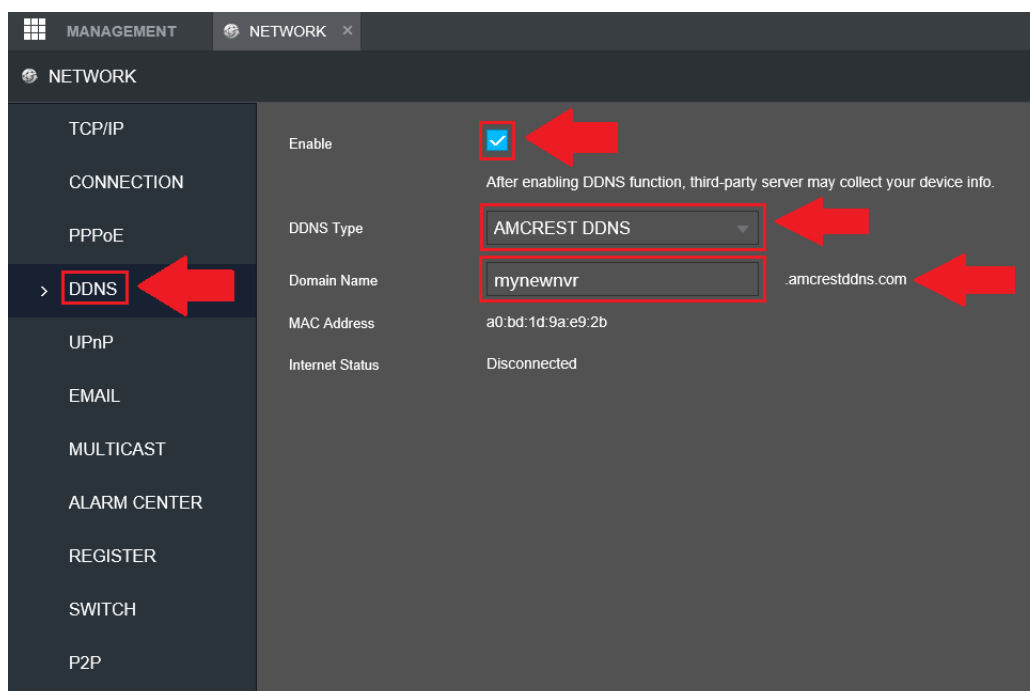 MANAGEMENT NETWORK ×
NETWORK
TCP/IP
CONNECTION
PPPoE
> DDNS
UPnP
EMAIL
MULTICAST
ALARM CENTER
REGISTER
SWITCH
P2P
Enable
After enabling DDNS function, third-party server may collect your device info.
DDNS Type AMCREST DDNS
Domain Name mynewnvr .amcrestddns.com
MAC Address a0:bd:1d:9a:e9:2b
Internet Status Disconnected